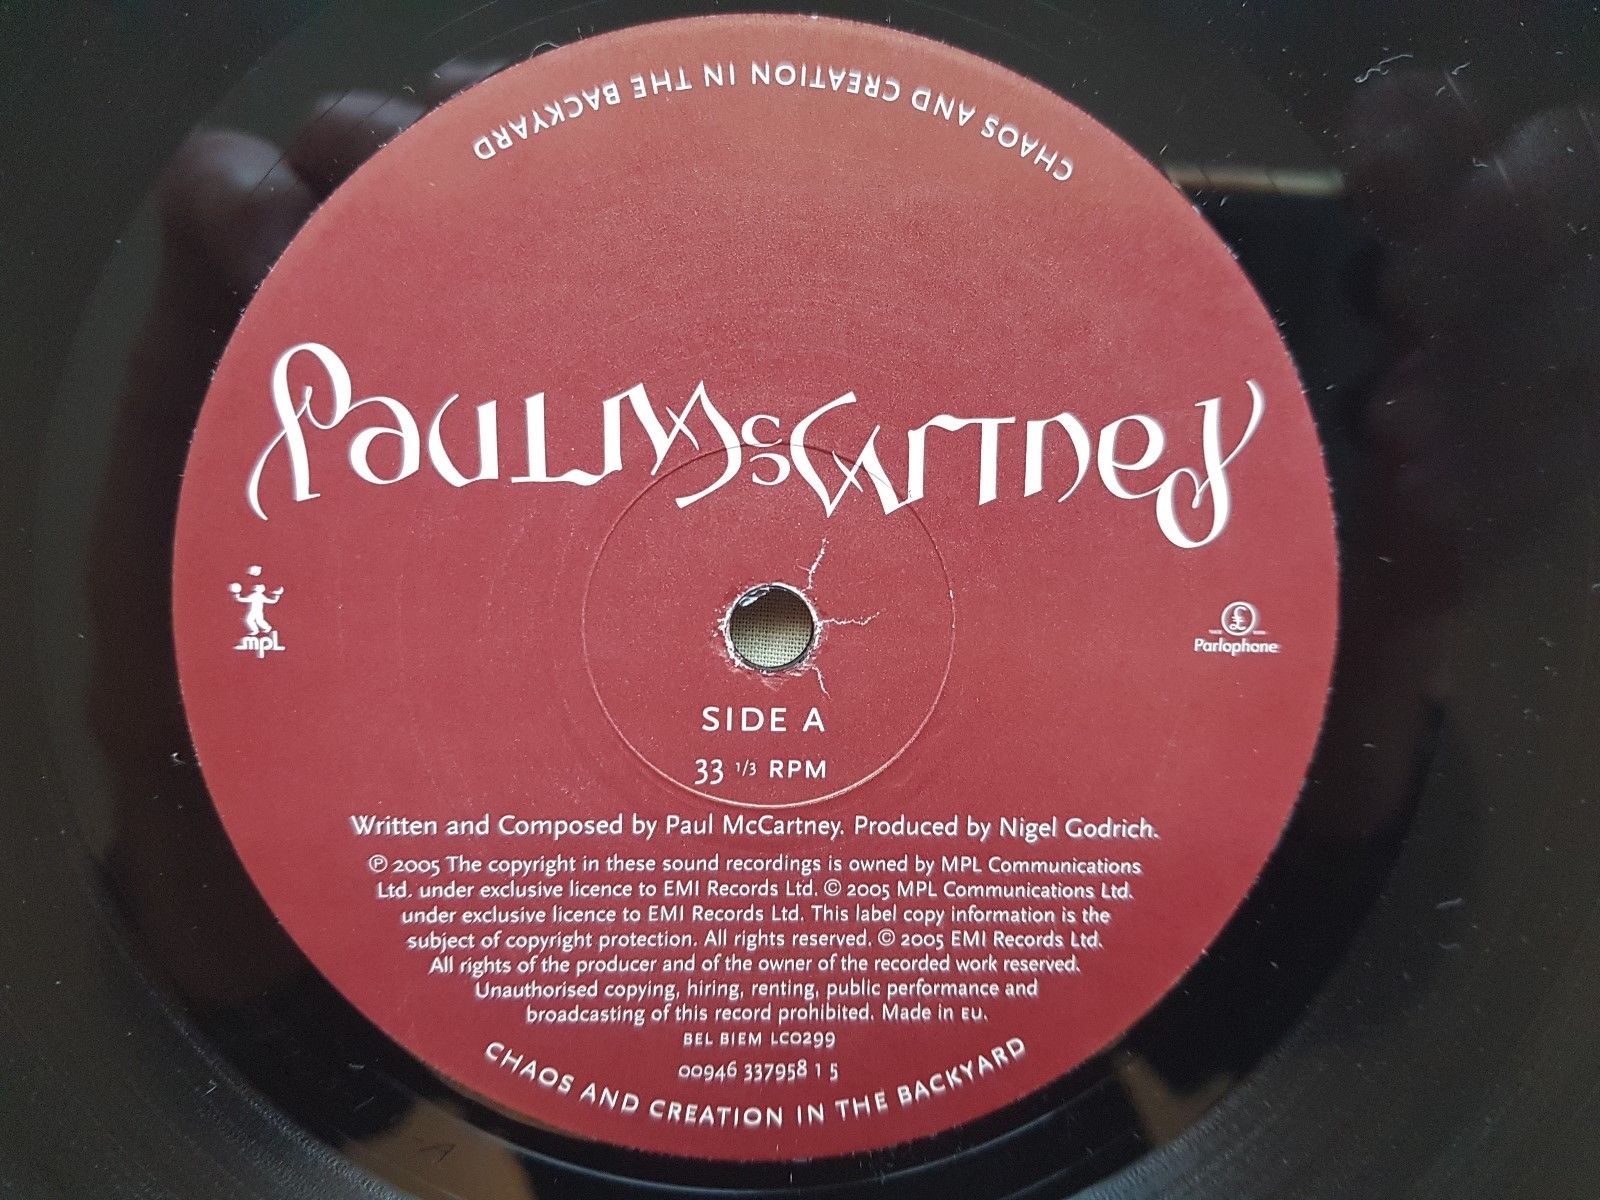 CHAOS AND CREATION IN THE BACKYARD
Paul McCartney
mpl
Parlophone
SIDE A
33 1/3 RPM
Written and Composed by Paul McCartney. Produced by Nigel Godrich.
℗ 2005 The copyright in these sound recordings is owned by MPL Communications
Ltd. under exclusive licence to EMI Records Ltd. © 2005 MPL Communications Ltd.
under exclusive licence to EMI Records Ltd. This label copy information is the
subject of copyright protection. All rights reserved. © 2005 EMI Records Ltd.
All rights of the producer and of the owner of the recorded work reserved.
Unauthorised copying, hiring, renting, public performance and
broadcasting of this record prohibited. Made in EU.
BEL BIEM LC0299
00946 337958 1 5
CHAOS AND CREATION IN THE BACKYARD